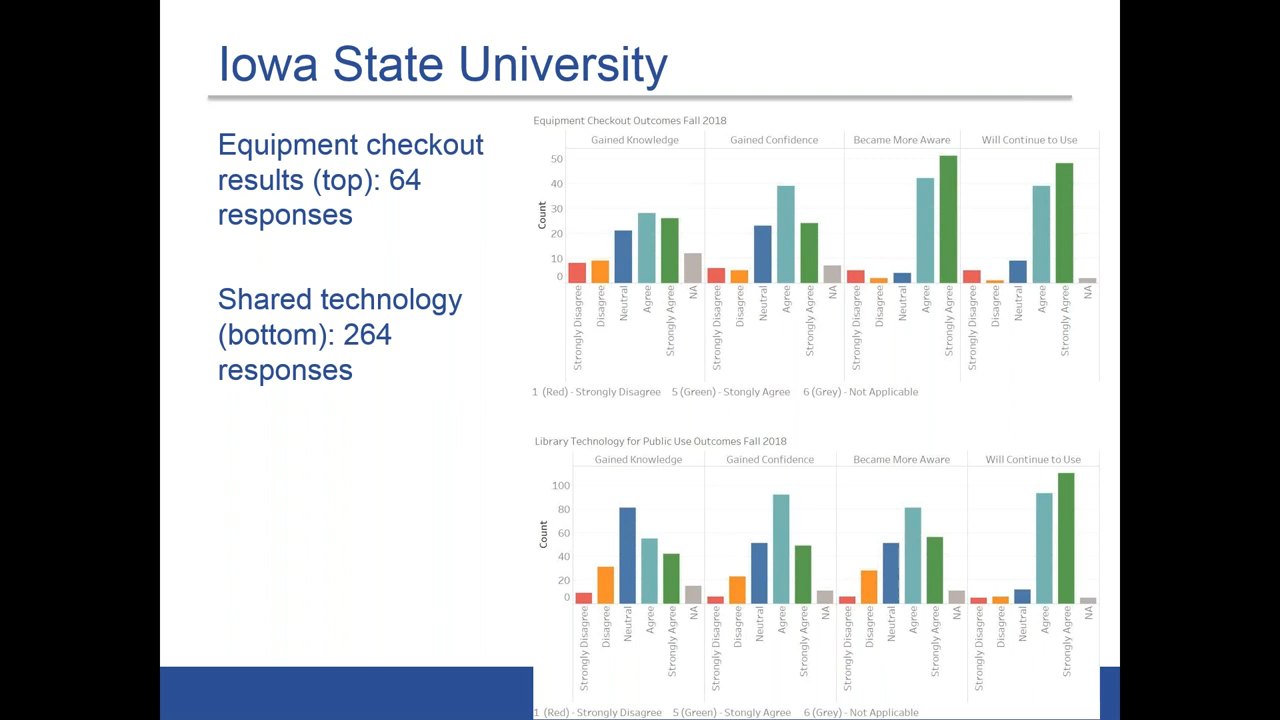 Iowa State University
Equipment checkout
results (top): 64
responses
Shared technology
(bottom): 264
responses
Equipment Checkout Outcomes Fall 2018
Gained Knowledge Gained Confidence Became More Aware Will Continue to Use
Count
50
40
30
20
10
0
Strongly Disagree Disagree Neutral Agree Strongly Agree NA Strongly Disagree Disagree Neutral Agree Strongly Agree NA Strongly Disagree Disagree Neutral Agree Strongly Agree NA Strongly Disagree Disagree Neutral Agree Strongly Agree NA
1 (Red) - Strongly Disagree 5 (Green) - Stongly Agree 6 (Grey) - Not Applicable
Library Technology for Public Use Outcomes Fall 2018
Gained Knowledge Gained Confidence Became More Aware Will Continue to Use
Count
100
80
60
40
20
0
Strongly Disagree Disagree Neutral Agree Strongly Agree NA Strongly Disagree Disagree Neutral Agree Strongly Agree NA Strongly Disagree Disagree Neutral Agree Strongly Agree NA Strongly Disagree Disagree Neutral Agree Strongly Agree NA
1 (Red) - Strongly Disagree 5 (Green) - Stongly Agree 6 (Grey) - Not Applicable